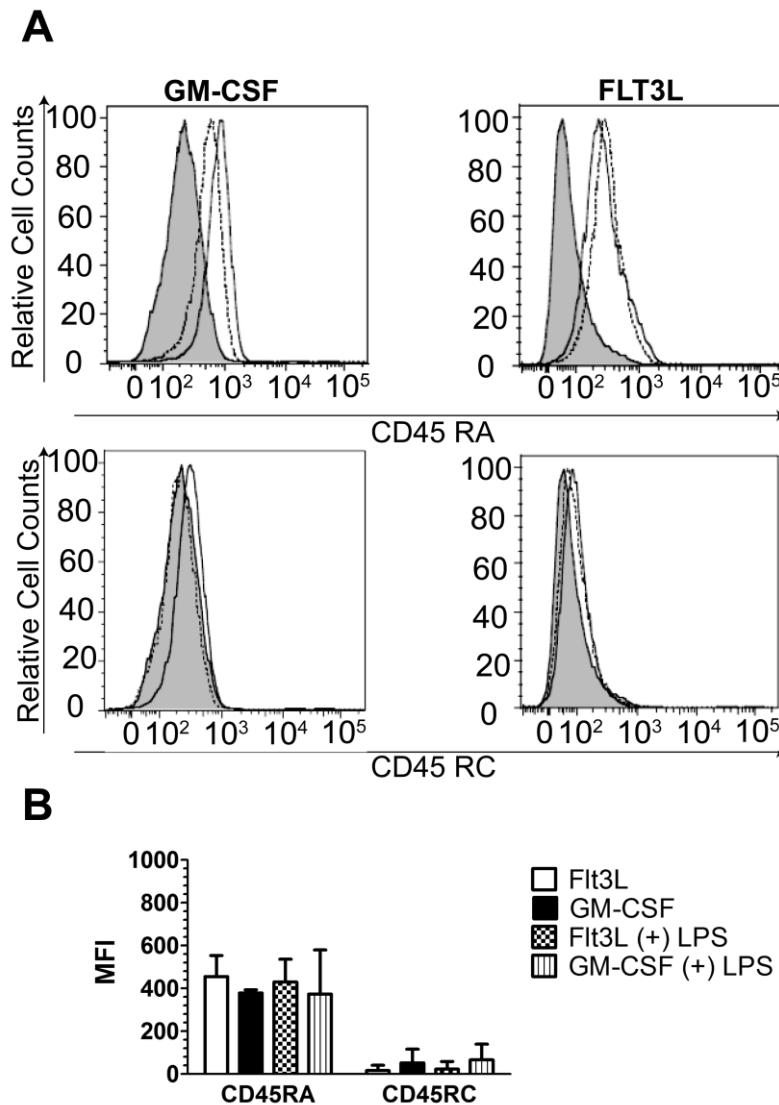 A
GM-CSF
FLT3L
Relative Cell Counts
100
80
60
40
20
0
0 10² 10³ 10⁴ 10⁵
100
80
60
40
20
0
0 10² 10³ 10⁴ 10⁵
CD45 RA
Relative Cell Counts
100
80
60
40
20
0
0 10² 10³ 10⁴ 10⁵
100
80
60
40
20
0
0 10² 10³ 10⁴ 10⁵
CD45 RC
B
MFI
1000
800
600
400
200
0
CD45RA CD45RC
Flt3L
GM-CSF
Flt3L (+) LPS
GM-CSF (+) LPS